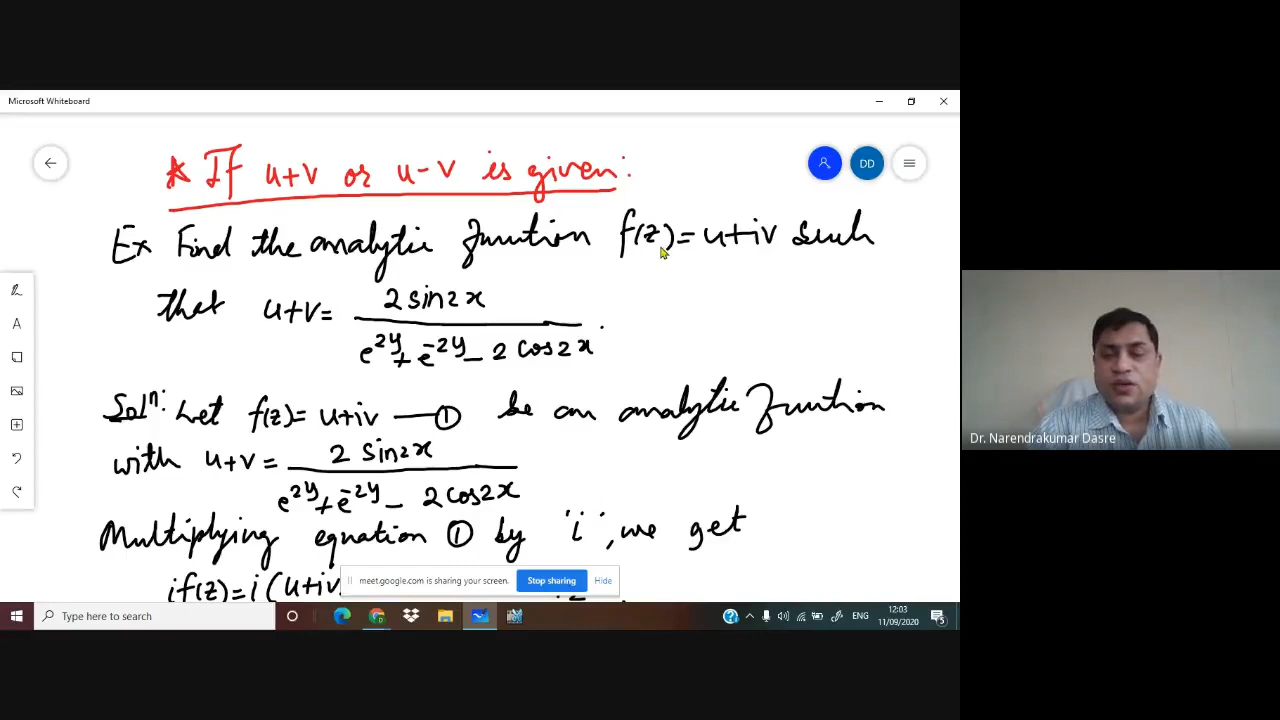 Microsoft Whiteboard
* If u+v or u-v is given:
DD
Ex Find the analytic function f(z)=u+iv such
that u+v= 2 sin2x / e^2y + e^-2y - 2 cos2x .
Soln: Let f(z)= u+iv — ① be an analytic function
with u+v= 2 sin2x / e^2y + e^-2y - 2 cos2x
Multiplying equation ① by 'i', we get
if(z)=i(u+iv
meet.google.com is sharing your screen.
Stop sharing
Hide
Type here to search
ENG
12:03
11/09/2020
5
Dr. Narendrakumar Dasre